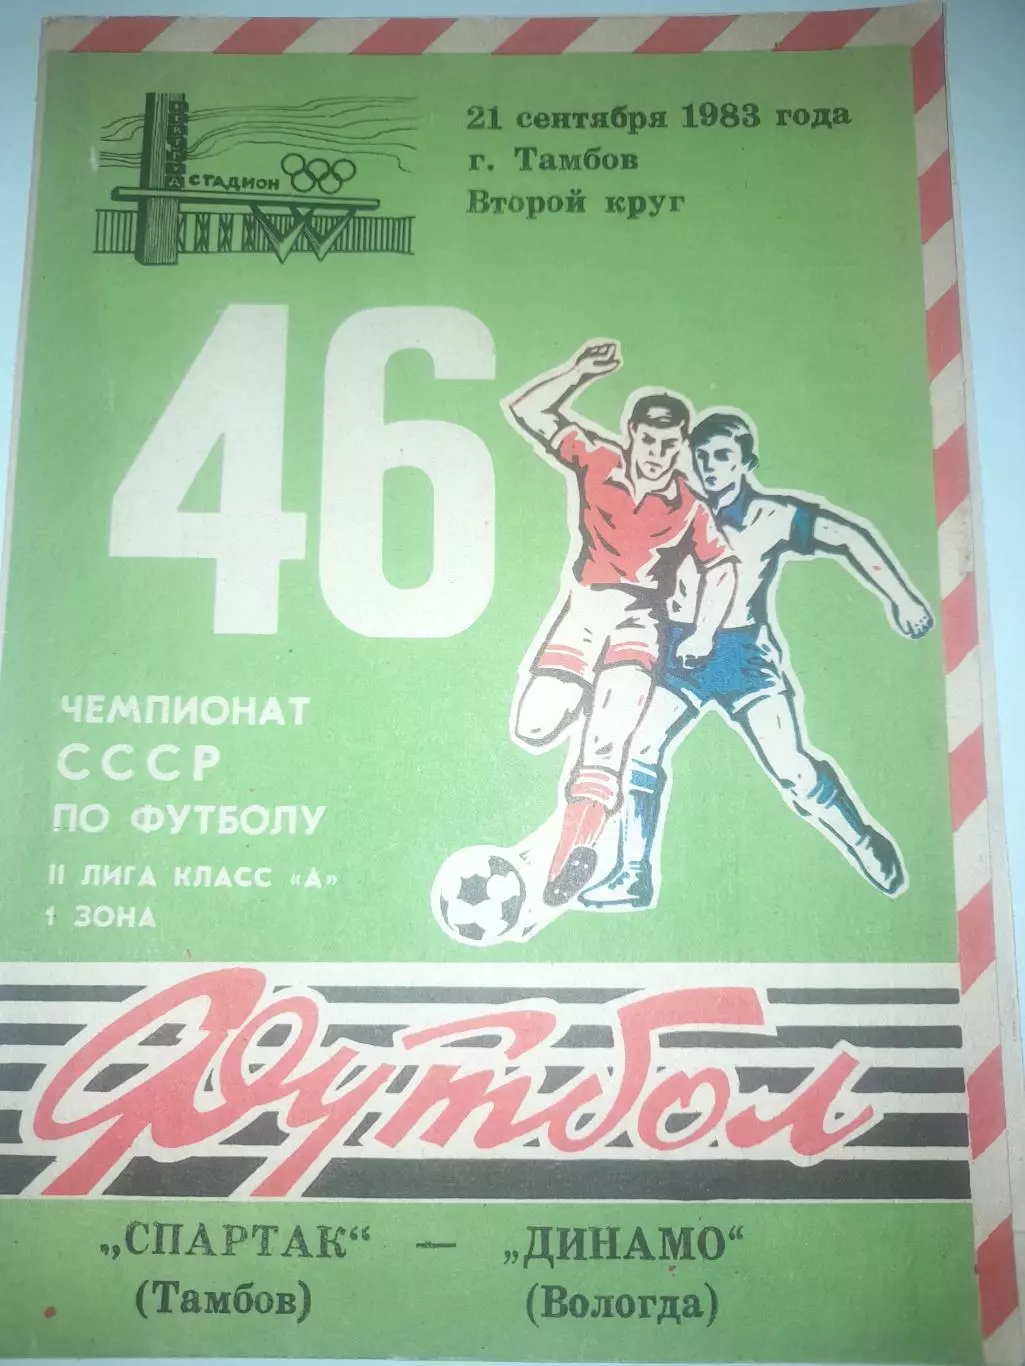 21 сентября 1983 года
г. Тамбов
Второй круг
СТАДИОН
46
ЧЕМПИОНАТ
СССР
ПО ФУТБОЛУ
II ЛИГА КЛАСС «А»
1 ЗОНА
Футбол
„СПАРТАК“ — „ДИНАМО“
(Тамбов) (Вологда)